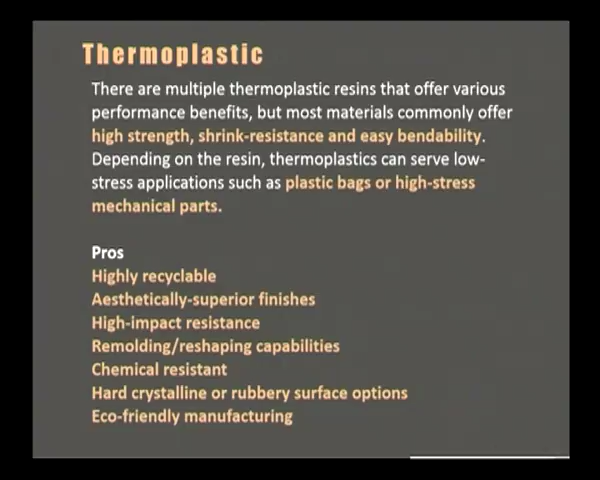 Thermoplastic
There are multiple thermoplastic resins that offer various
performance benefits, but most materials commonly offer
high strength, shrink-resistance and easy bendability.
Depending on the resin, thermoplastics can serve low-
stress applications such as plastic bags or high-stress
mechanical parts.
Pros
Highly recyclable
Aesthetically-superior finishes
High-impact resistance
Remolding/reshaping capabilities
Chemical resistant
Hard crystalline or rubbery surface options
Eco-friendly manufacturing